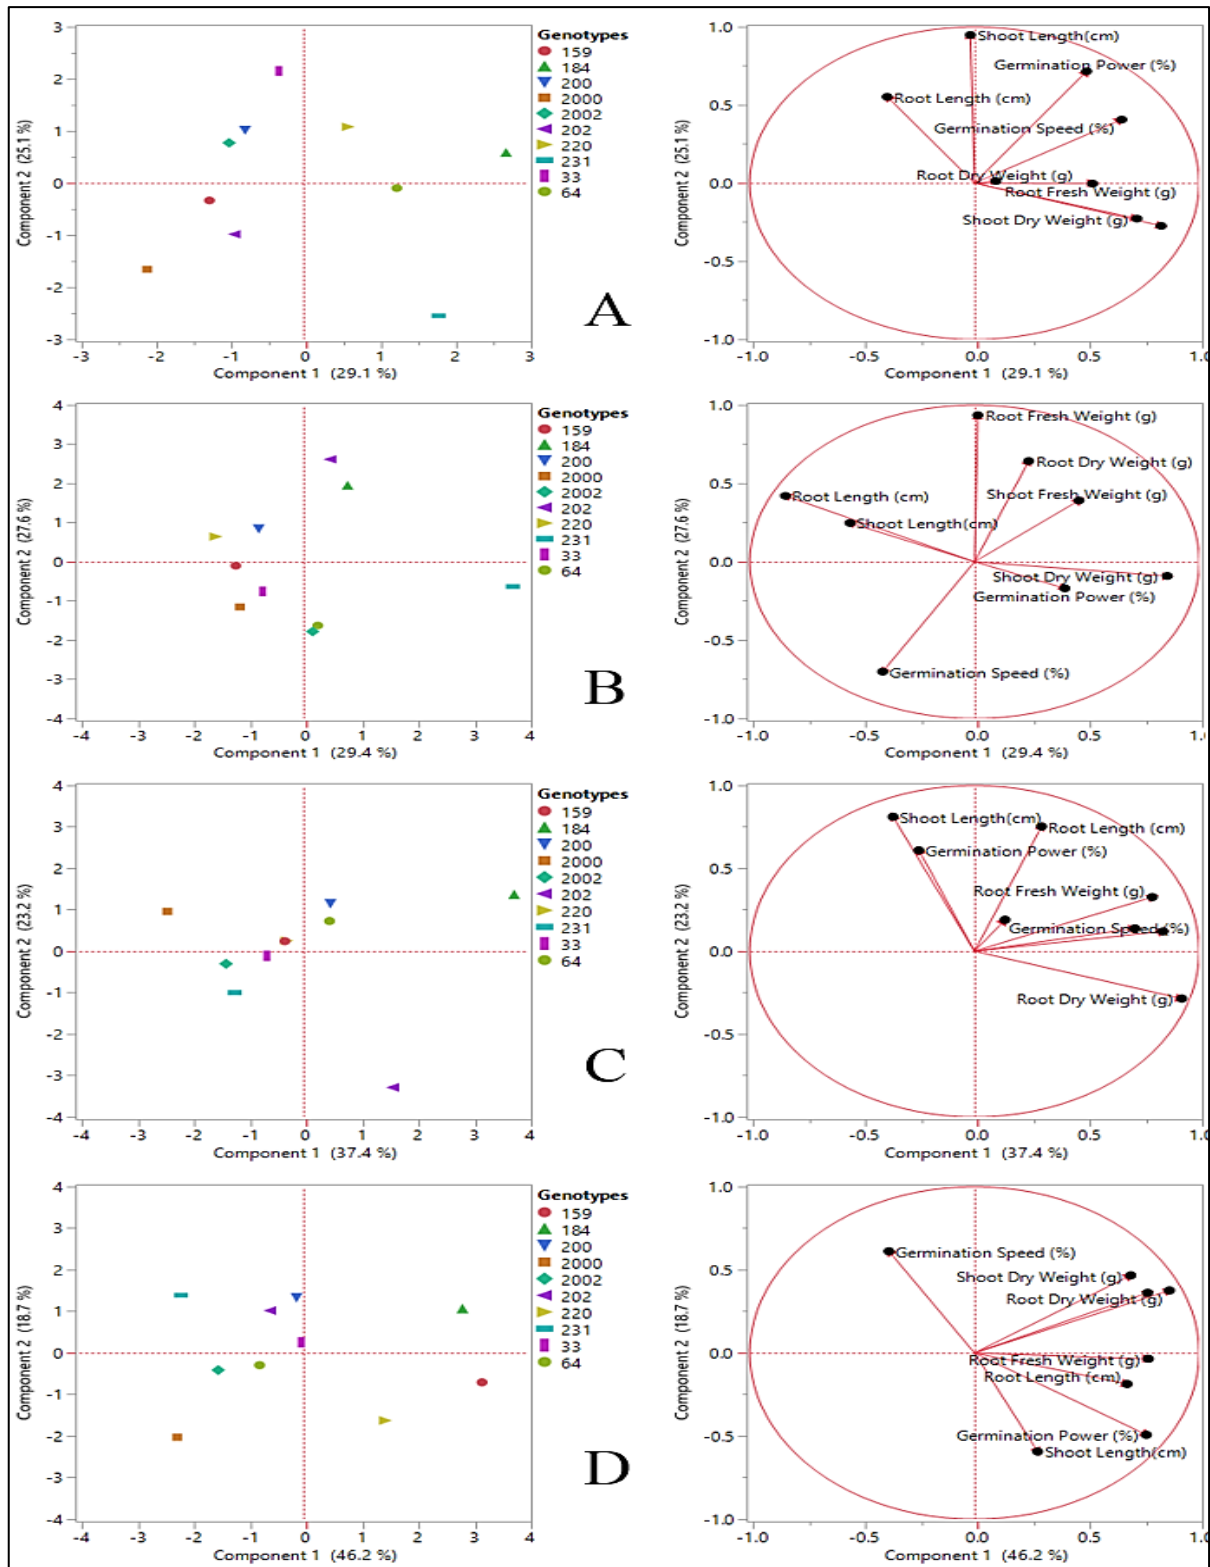 3
2
1
0
-1
-2
-3
Component 2 (25.1 %)
-3
-2
-1
0
1
2
3
Component 1 (29.1 %)
Genotypes
159
184
200
2000
2002
202
220
231
33
64
A
1.0
0.5
0.0
-0.5
-1.0
Component 2 (25.1 %)
Shoot Length(cm)
Germination Power (%)
Root Length (cm)
Germination Speed (%)
Root Dry Weight (g)
Root Fresh Weight (g)
Shoot Dry Weight (g)
-1.0
-0.5
0.0
0.5
1.0
Component 1 (29.1 %)
4
3
2
1
0
-1
-2
-3
-4
Component 2 (27.6 %)
-4
-3
-2
-1
0
1
2
3
4
Component 1 (29.4 %)
Genotypes
159
184
200
2000
2002
202
220
231
33
64
B
1.0
0.5
0.0
-0.5
-1.0
Component 2 (27.6 %)
Root Fresh Weight (g)
Root Dry Weight (g)
Root Length (cm)
Shoot Fresh Weight (g)
Shoot Length(cm)
Shoot Dry Weight (g)
Germination Power (%)
Germination Speed (%)
-1.0
-0.5
0.0
0.5
1.0
Component 1 (29.4 %)
4
3
2
1
0
-1
-2
-3
-4
Component 2 (23.2 %)
-4
-3
-2
-1
0
1
2
3
4
Component 1 (37.4 %)
Genotypes
159
184
200
2000
2002
202
220
231
33
64
C
1.0
0.5
0.0
-0.5
-1.0
Component 2 (23.2 %)
Shoot Length(cm)
Root Length (cm)
Germination Power (%)
Root Fresh Weight (g)
Germination Speed (%)
Root Dry Weight (g)
-1.0
-0.5
0.0
0.5
1.0
Component 1 (37.4 %)
4
3
2
1
0
-1
-2
-3
-4
Component 2 (18.7 %)
-4
-3
-2
-1
0
1
2
3
4
Component 1 (46.2 %)
Genotypes
159
184
200
2000
2002
202
220
231
33
64
D
1.0
0.5
0.0
-0.5
-1.0
Component 2 (18.7 %)
Germination Speed (%)
Shoot Dry Weight (g)
Root Dry Weight (g)
Root Fresh Weight (g)
Root Length (cm)
Germination Power (%)
Shoot Length(cm)
-1.0
-0.5
0.0
0.5
1.0
Component 1 (46.2 %)